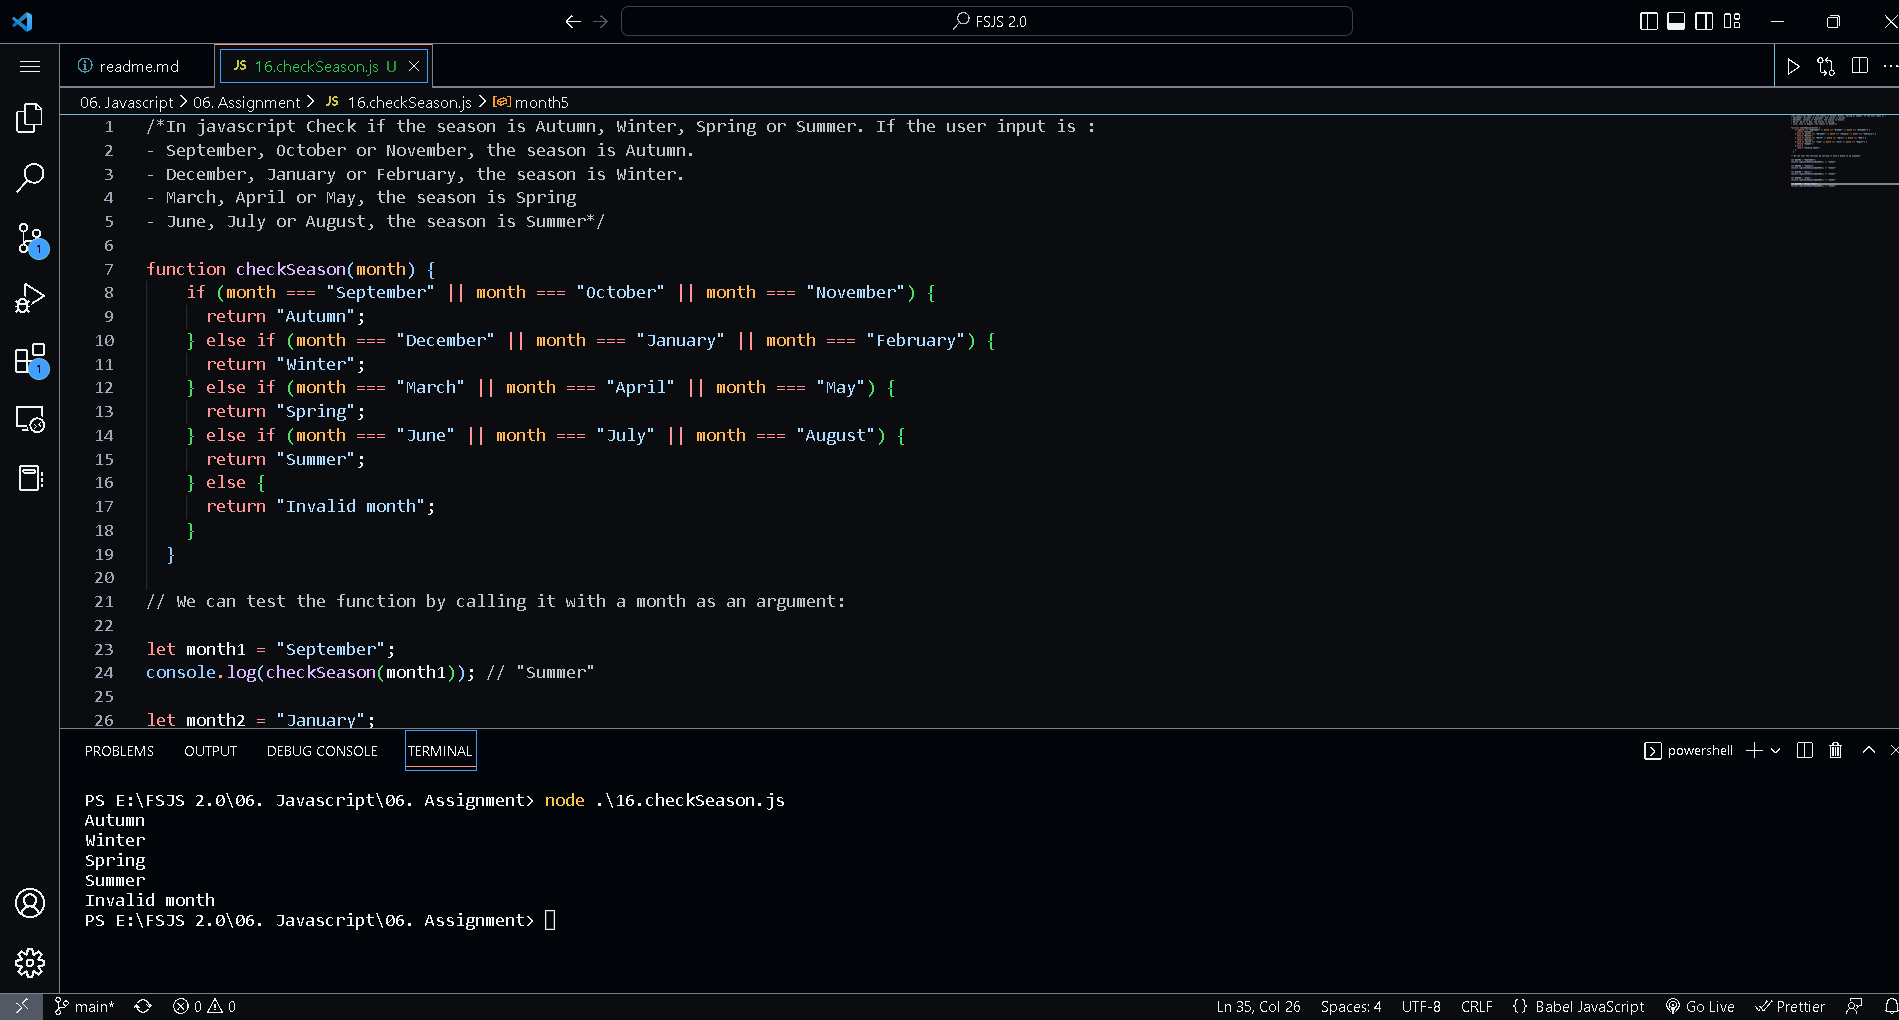 FSJS 2.0
readme.md
JS 16.checkSeason.js U
06. Javascript > 06. Assignment > JS 16.checkSeason.js > month5
1 /*In javascript Check if the season is Autumn, Winter, Spring or Summer. If the user input is :
2 - September, October or November, the season is Autumn.
3 - December, January or February, the season is Winter.
4 - March, April or May, the season is Spring
5 - June, July or August, the season is Summer*/
6
7 function checkSeason(month) {
8 if (month === "September" || month === "October" || month === "November") {
9 return "Autumn";
10 } else if (month === "December" || month === "January" || month === "February") {
11 return "Winter";
12 } else if (month === "March" || month === "April" || month === "May") {
13 return "Spring";
14 } else if (month === "June" || month === "July" || month === "August") {
15 return "Summer";
16 } else {
17 return "Invalid month";
18 }
19 }
20
21 // We can test the function by calling it with a month as an argument:
22
23 let month1 = "September";
24 console.log(checkSeason(month1)); // "Summer"
25
26 let month2 = "January";
1
1
PROBLEMS OUTPUT DEBUG CONSOLE TERMINAL
powershell
PS E:\FSJS 2.0\06. Javascript\06. Assignment> node .\16.checkSeason.js
Autumn
Winter
Spring
Summer
Invalid month
PS E:\FSJS 2.0\06. Javascript\06. Assignment>
main* 0 0 Ln 35, Col 26 Spaces: 4 UTF-8 CRLF {} Babel JavaScript Go Live Prettier